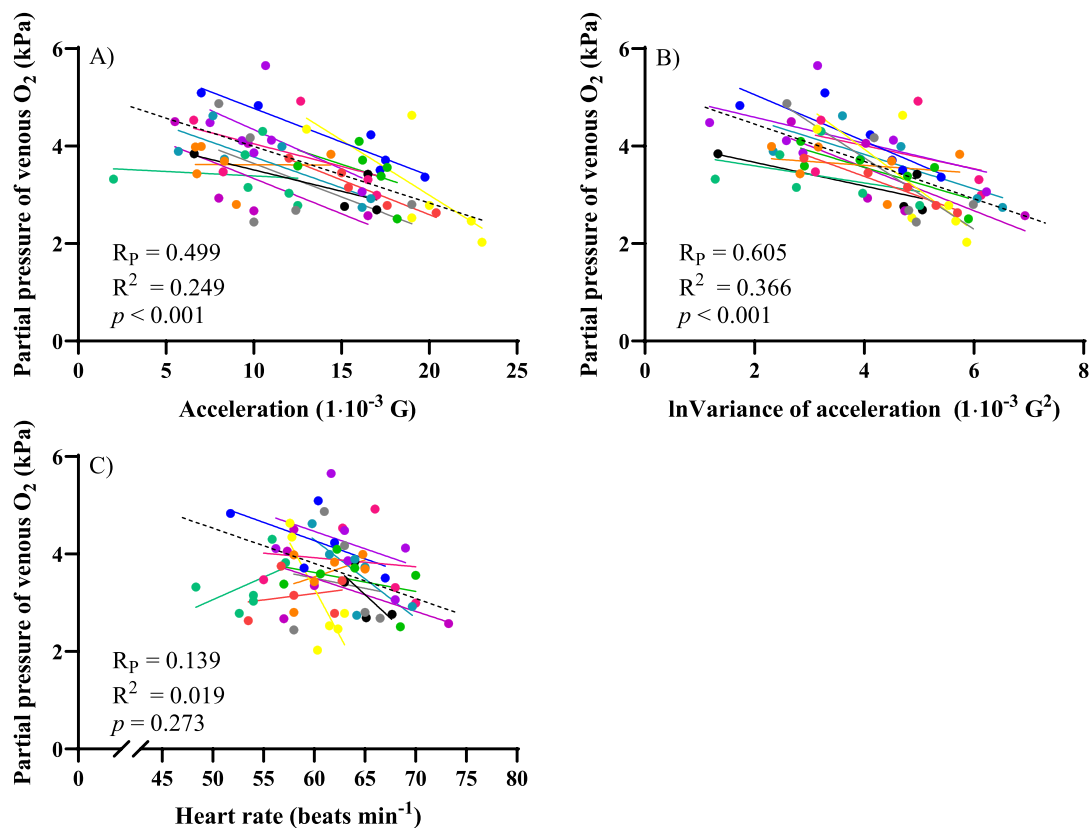 A)
Partial pressure of venous O₂ (kPa)
6
4
2
0
R_P = 0.499
R² = 0.249
p < 0.001
0 5 10 15 20 25
Acceleration (1·10⁻³ G)
B)
Partial pressure of venous O₂ (kPa)
6
4
2
0
R_P = 0.605
R² = 0.366
p < 0.001
0 2 4 6 8
lnVariance of acceleration (1·10⁻³ G²)
C)
Partial pressure of venous O₂ (kPa)
6
4
2
0
R_P = 0.139
R² = 0.019
p = 0.273
0 45 50 55 60 65 70 75 80
Heart rate (beats min⁻¹)